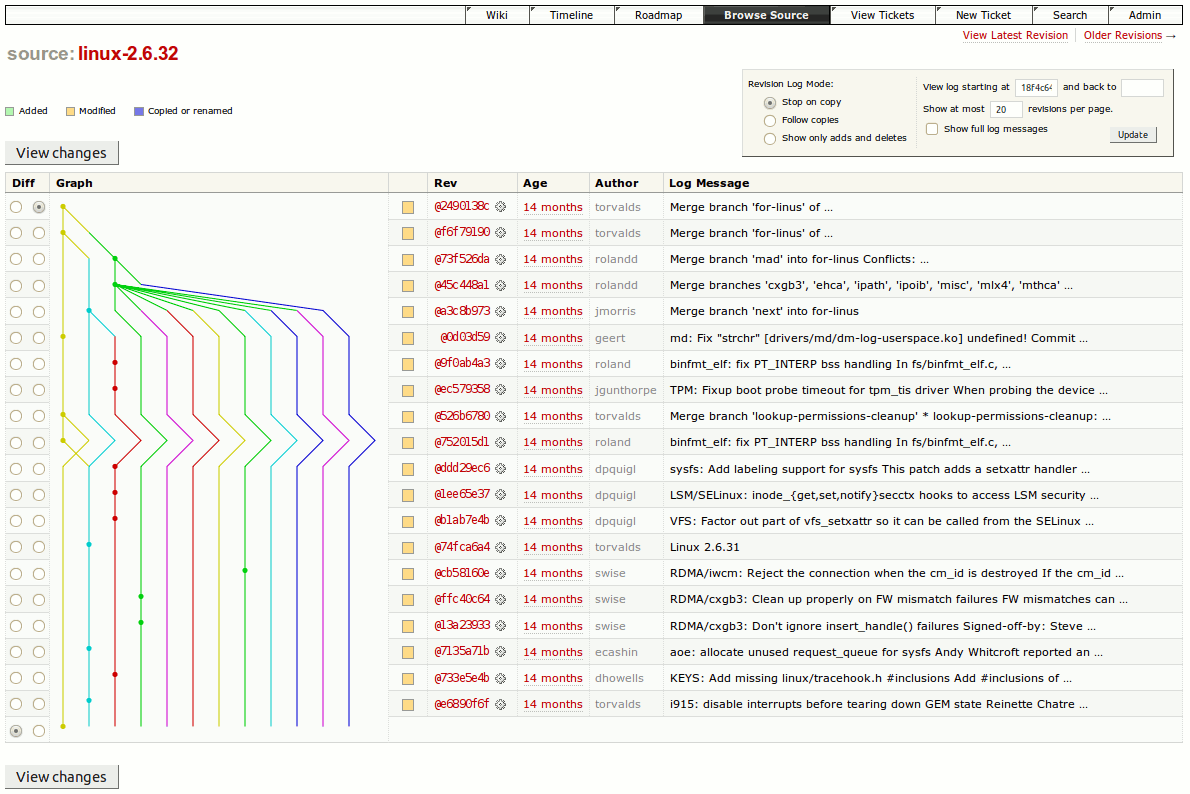 Wiki Timeline Roadmap Browse Source View Tickets New Ticket Search Admin
View Latest Revision Older Revisions →
source: linux-2.6.32
Added Modified Copied or renamed
Revision Log Mode:
Stop on copy
Follow copies
Show only adds and deletes
View log starting at 18f4c64 and back to
Show at most 20 revisions per page.
Show full log messages
Update
View changes
Diff Graph Rev Age Author Log Message
@2490138c 14 months torvalds Merge branch 'for-linus' of ...
@f6f79190 14 months torvalds Merge branch 'for-linus' of ...
@73f526da 14 months rolandd Merge branch 'mad' into for-linus Conflicts: ...
@45c448a1 14 months rolandd Merge branches 'cxgb3', 'ehca', 'ipath', 'ipoib', 'misc', 'mlx4', 'mthca' ...
@a3c8b973 14 months jmorris Merge branch 'next' into for-linus
@0d03d59 14 months geert md: Fix "strchr" [drivers/md/dm-log-userspace.ko] undefined! Commit ...
@9f0ab4a3 14 months roland binfmt_elf: fix PT_INTERP bss handling In fs/binfmt_elf.c, ...
@ec579358 14 months jgunthorpe TPM: Fixup boot probe timeout for tpm_tis driver When probing the device ...
@526b6780 14 months torvalds Merge branch 'lookup-permissions-cleanup' * lookup-permissions-cleanup: ...
@752015d1 14 months roland binfmt_elf: fix PT_INTERP bss handling In fs/binfmt_elf.c, ...
@ddd29ec6 14 months dpquigl sysfs: Add labeling support for sysfs This patch adds a setxattr handler ...
@1ee65e37 14 months dpquigl LSM/SELinux: inode_{get,set,notify}secctx hooks to access LSM security ...
@b1ab7e4b 14 months dpquigl VFS: Factor out part of vfs_setxattr so it can be called from the SELinux ...
@74fca6a4 14 months torvalds Linux 2.6.31
@cb58160e 14 months swise RDMA/iwcm: Reject the connection when the cm_id is destroyed If the cm_id ...
@ffc40c64 14 months swise RDMA/cxgb3: Clean up properly on FW mismatch failures FW mismatches can ...
@13a23933 14 months swise RDMA/cxgb3: Don't ignore insert_handle() failures Signed-off-by: Steve ...
@7135a71b 14 months ecashin aoe: allocate unused request_queue for sysfs Andy Whitcroft reported an ...
@733e5e4b 14 months dhowells KEYS: Add missing linux/tracehook.h #inclusions Add #inclusions of ...
@e6890f6f 14 months torvalds i915: disable interrupts before tearing down GEM state Reinette Chatre ...
View changes